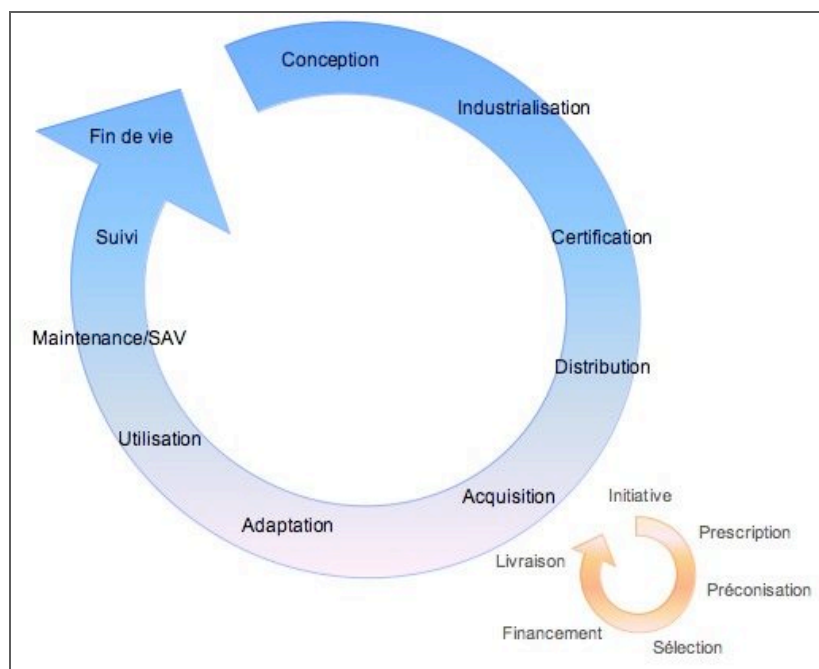 Conception
Industrialisation
Certification
Distribution
Acquisition
Adaptation
Utilisation
Maintenance/SAV
Suivi
Fin de vie
Initiative
Prescription
Préconisation
Sélection
Financement
Livraison